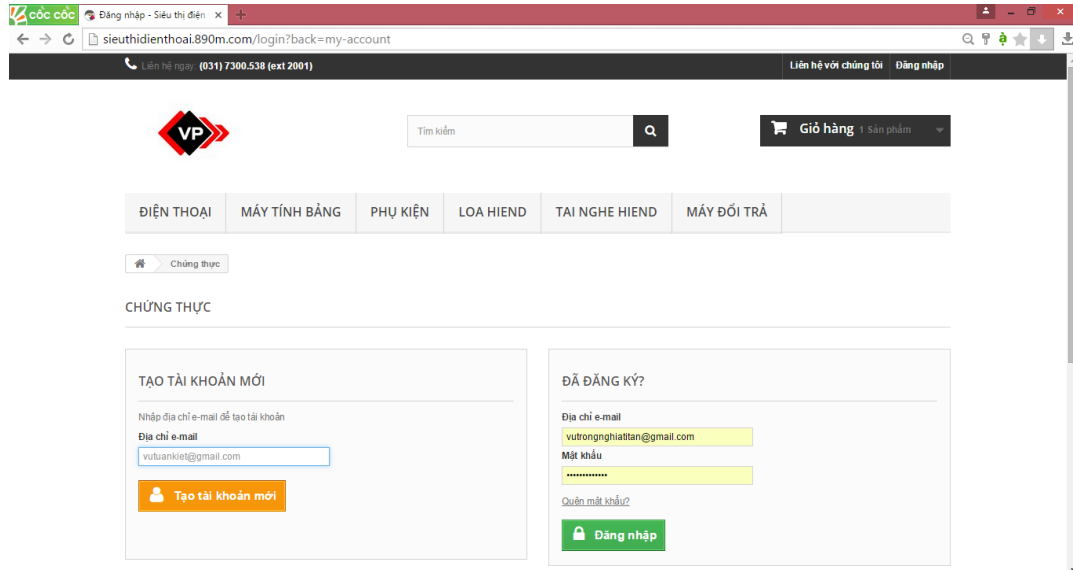 cốc cốc Đăng nhập - Siêu thị điện
sieuthidienthoai.890m.com/login?back=my-account
Liên hệ ngay: (031) 7300.538 (ext 2001) Liên hệ với chúng tôi Đăng nhập
VP Tìm kiếm Giỏ hàng 1 Sản phẩm
ĐIỆN THOẠI MÁY TÍNH BẢNG PHỤ KIỆN LOA HIEND TAI NGHE HIEND MÁY ĐỔI TRẢ
Chứng thực
CHỨNG THỰC
TẠO TÀI KHOẢN MỚI
Nhập địa chỉ e-mail để tạo tài khoản
Địa chỉ e-mail
vutuankiet@gmail.com
Tạo tài khoản mới
ĐÃ ĐĂNG KÝ?
Địa chỉ e-mail
vutrongnghiatitan@gmail.com
Mật khẩu
•••••••••••••
Quên mật khẩu?
Đăng nhập